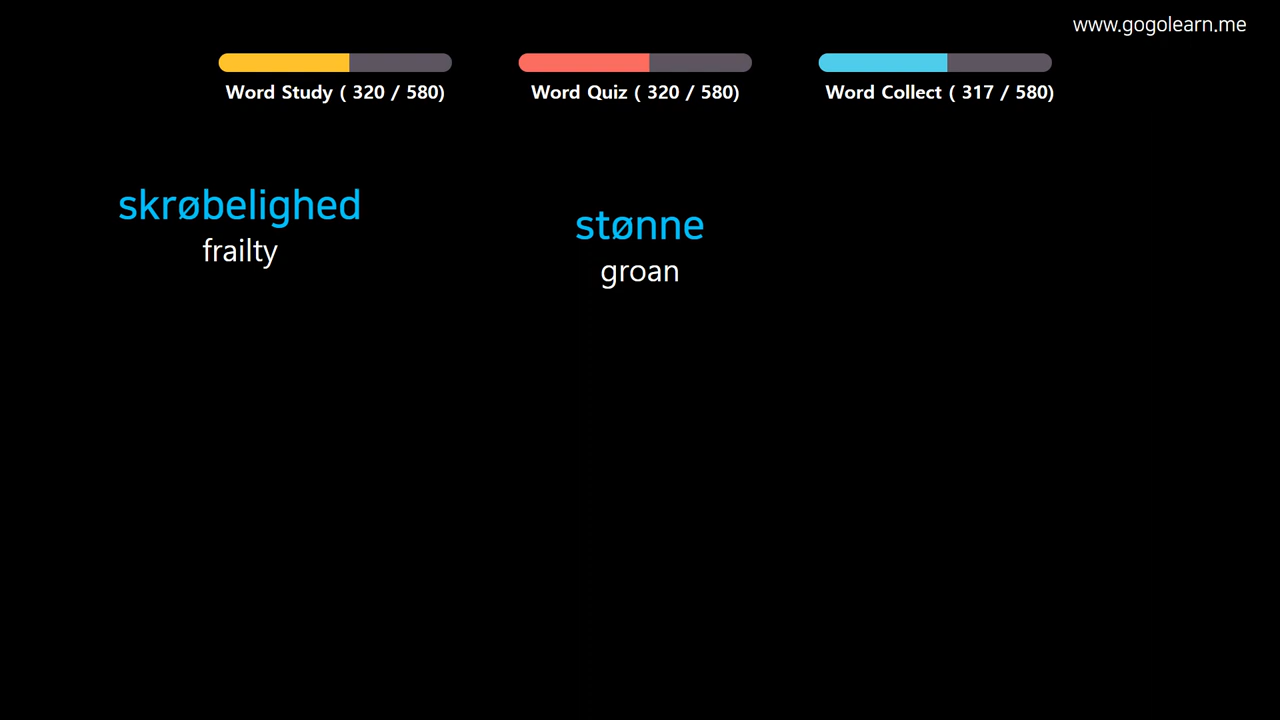 www.gogolearn.me
Word Study ( 320 / 580)
Word Quiz ( 320 / 580)
Word Collect ( 317 / 580)
skrøbelighed
frailty
stønne
groan